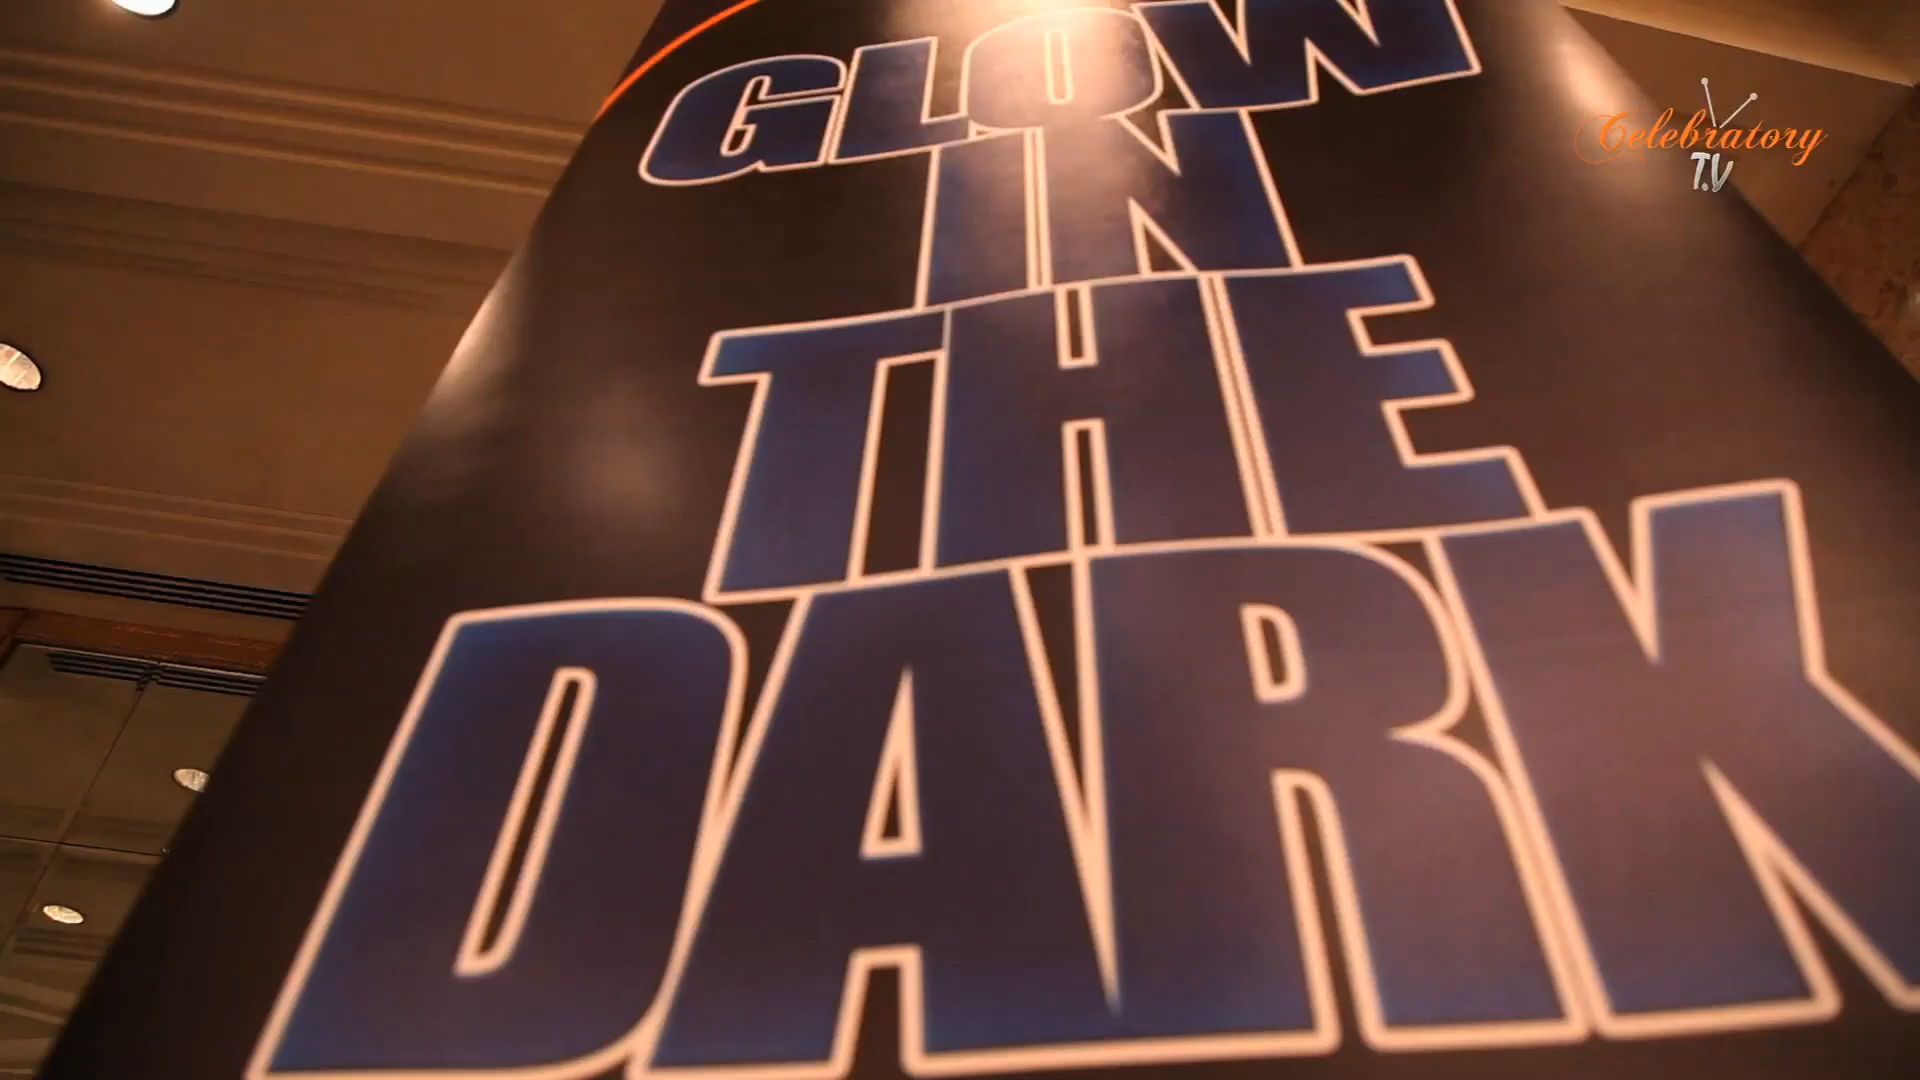 GLOW
IN
THE
DARK
Celebratory
T.V